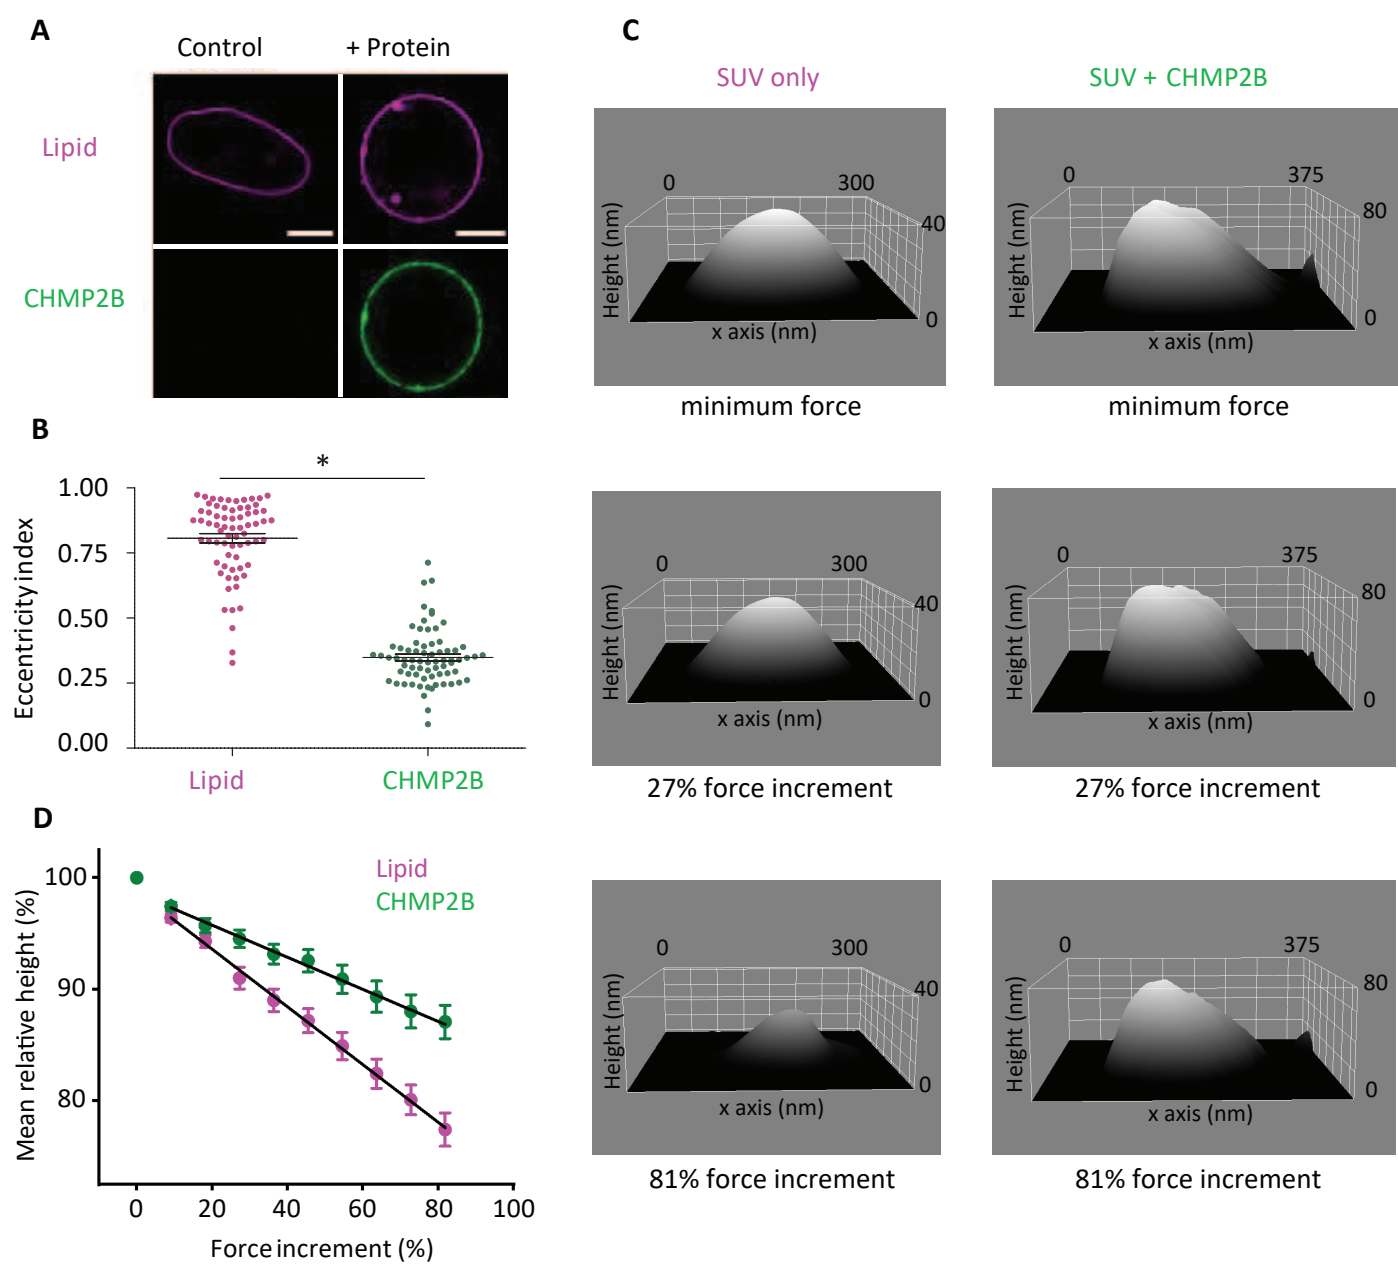 A
Control
+ Protein
Lipid
CHMP2B
B
*
1.00
0.75
0.50
0.25
0.00
Eccentricity index
Lipid
CHMP2B
C
SUV only
SUV + CHMP2B
0
300
40
0
Height (nm)
x axis (nm)
minimum force
0
375
80
0
Height (nm)
x axis (nm)
minimum force
0
300
40
0
Height (nm)
x axis (nm)
27% force increment
0
375
80
0
Height (nm)
x axis (nm)
27% force increment
0
300
40
0
Height (nm)
x axis (nm)
81% force increment
0
375
80
0
Height (nm)
x axis (nm)
81% force increment
D
Lipid
CHMP2B
100
90
80
Mean relative height (%)
0
20
40
60
80
100
Force increment (%)